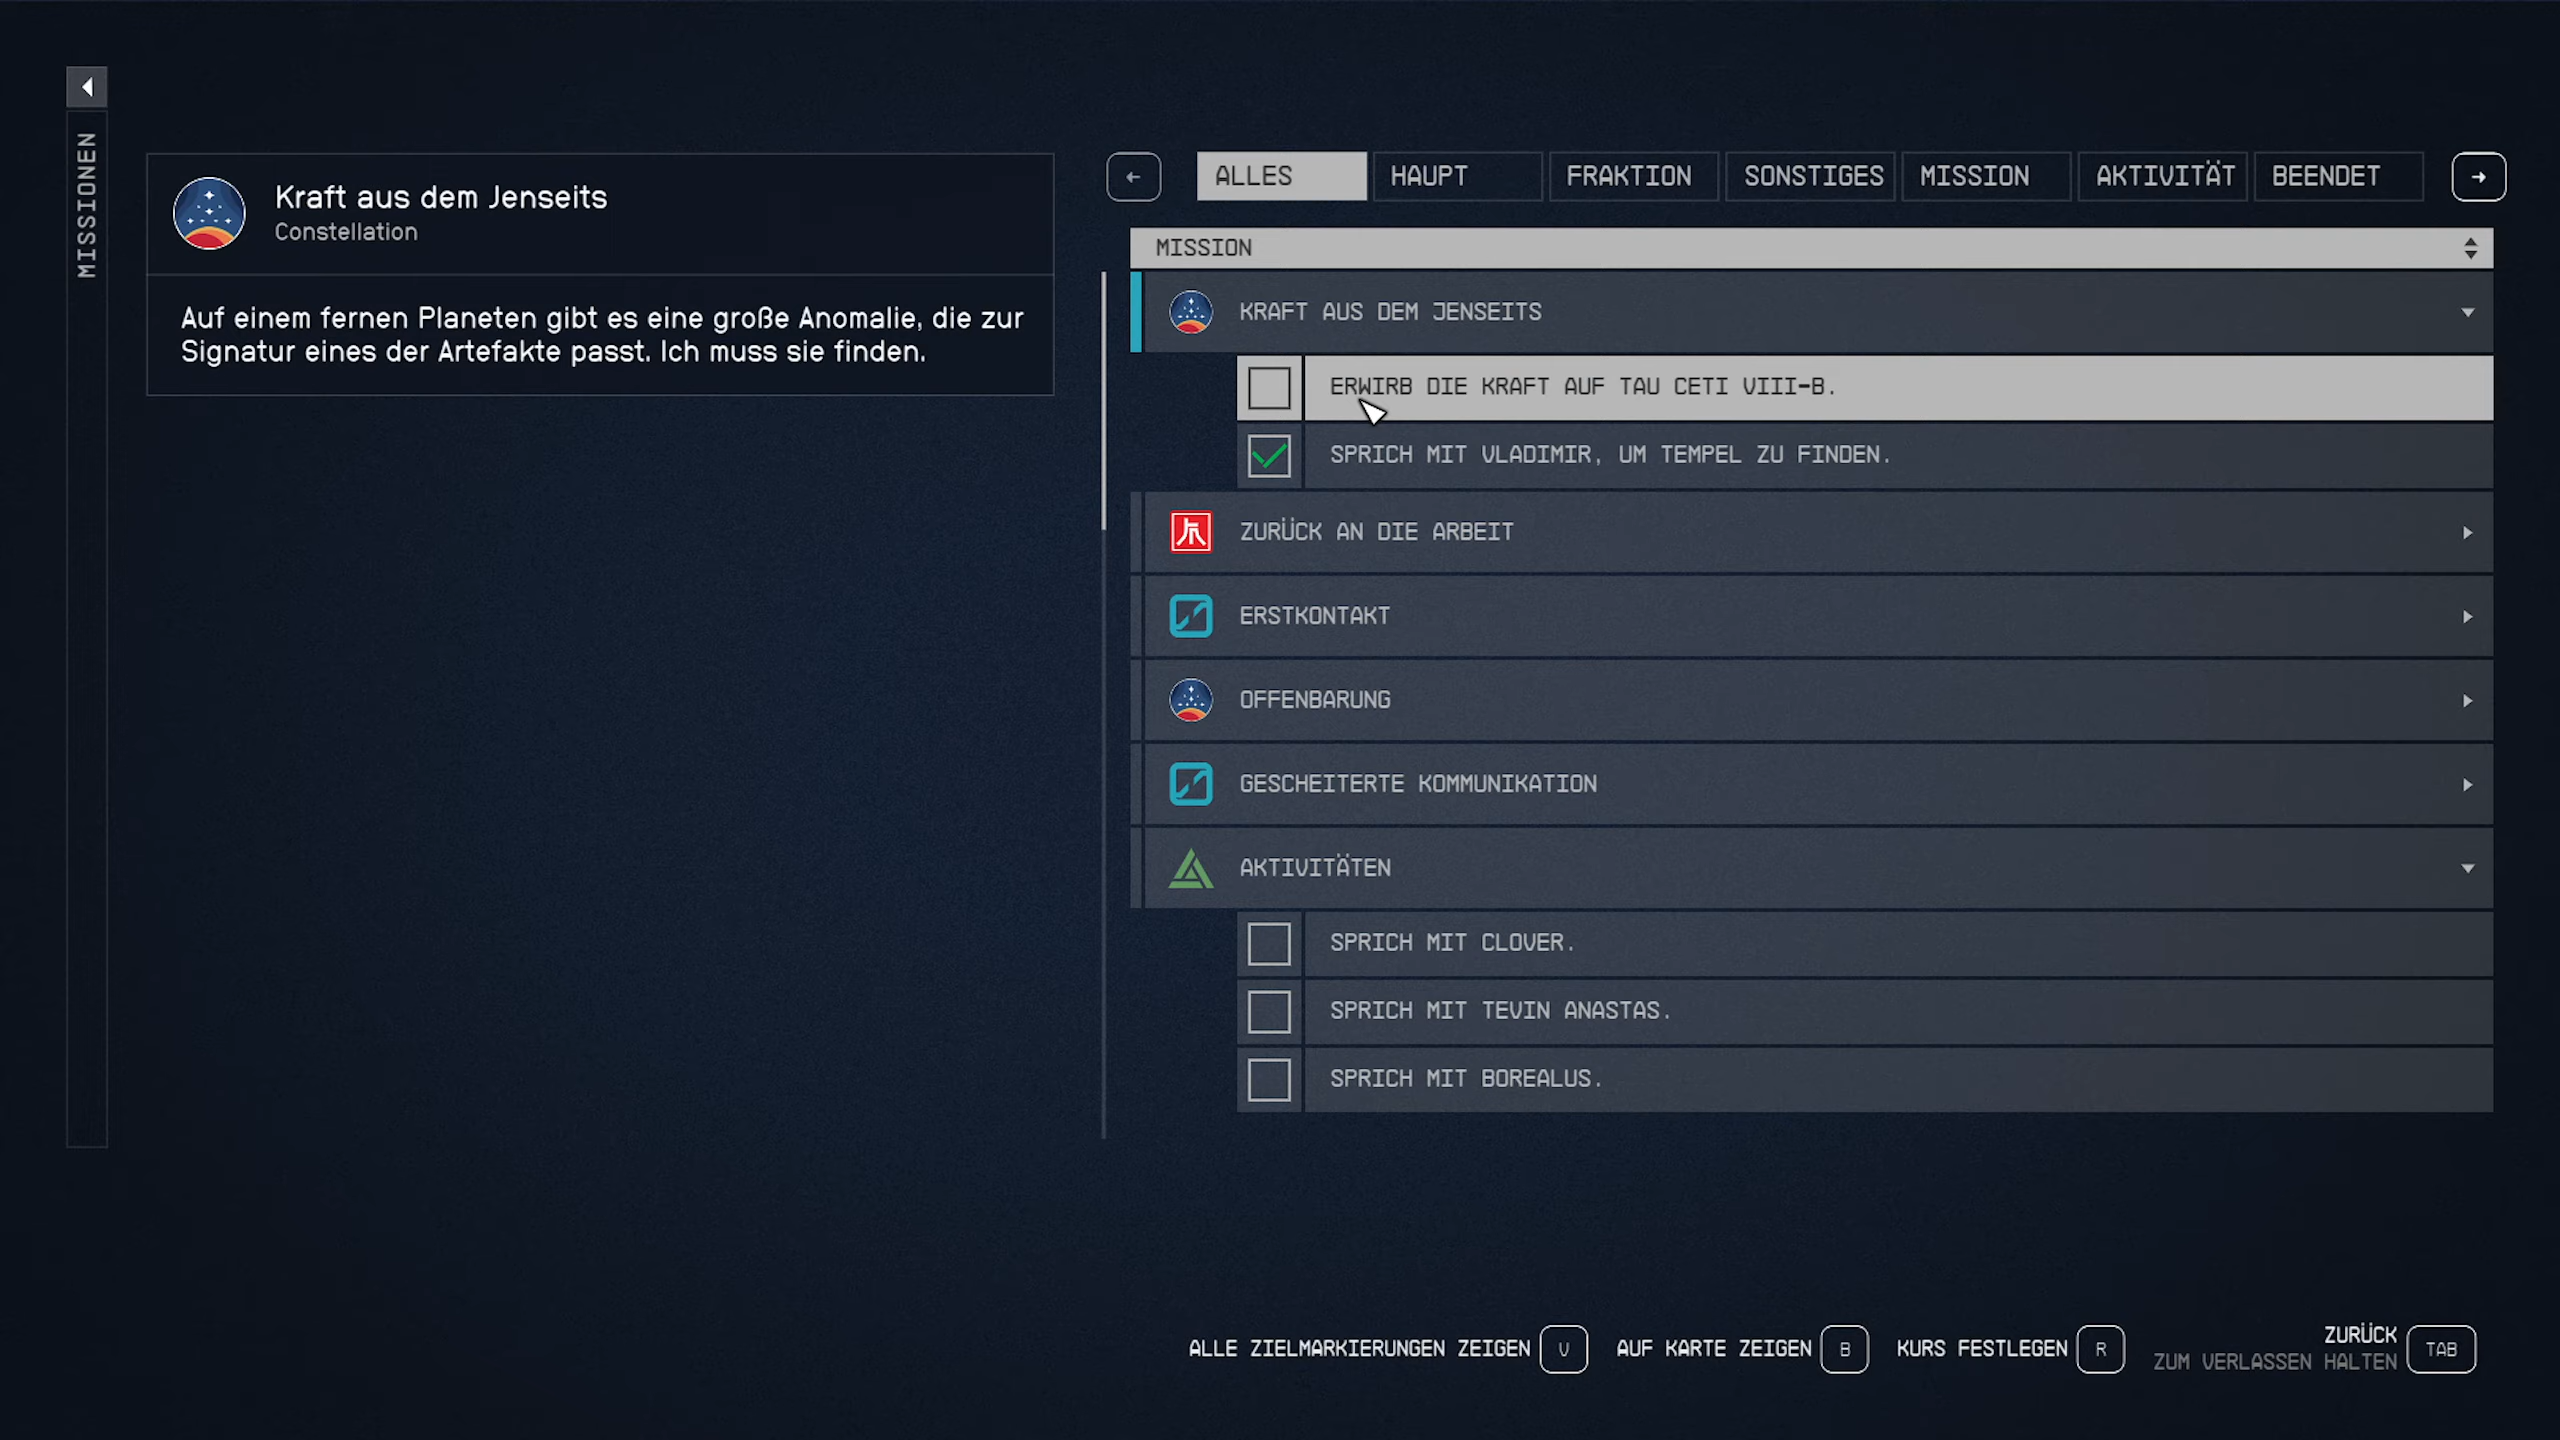 MISSIONEN
Kraft aus dem Jenseits
Constellation
Auf einem fernen Planeten gibt es eine große Anomalie, die zur
Signatur eines der Artefakte passt. Ich muss sie finden.
ALLES HAUPT FRAKTION SONSTIGES MISSION AKTIVITÄT BEENDET
MISSION
KRAFT AUS DEM JENSEITS
ERWIRB DIE KRAFT AUF TAU CETI VIII-B.
SPRICH MIT VLADIMIR, UM TEMPEL ZU FINDEN.
ZURÜCK AN DIE ARBEIT
ERSTKONTAKT
OFFENBARUNG
GESCHEITERTE KOMMUNIKATION
AKTIVITÄTEN
SPRICH MIT CLOVER.
SPRICH MIT TEVIN ANASTAS.
SPRICH MIT BOREALUS.
ALLE ZIELMARKIERUNGEN ZEIGEN V AUF KARTE ZEIGEN B KURS FESTLEGEN R ZURÜCK TAB
ZUM VERLASSEN HALTEN